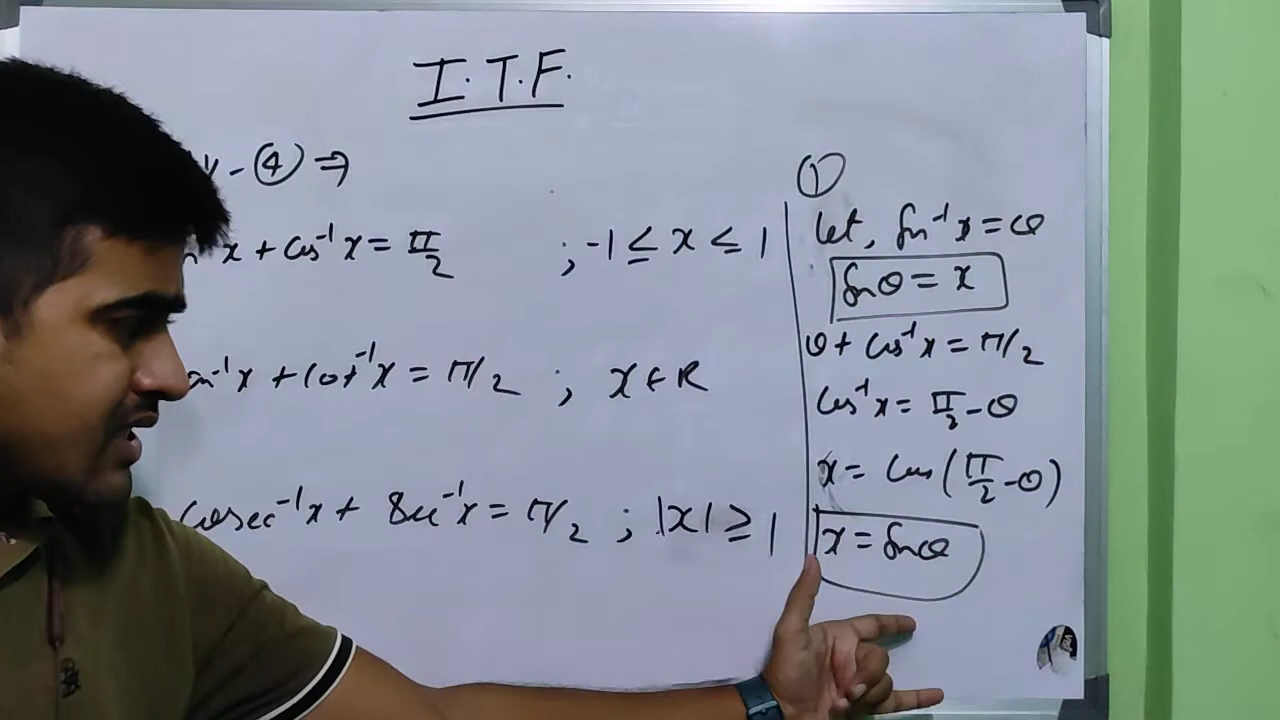 I.T.F.
- ④ ⇒
x + cos⁻¹x = π/2 ; -1 ≤ x ≤ 1
x + cot⁻¹x = π/2 ; x ∈ R
cosec⁻¹x + sec⁻¹x = π/2 ; |x| ≥ 1
①
let, sin⁻¹x = θ
sinθ = x
θ + cos⁻¹x = π/2
cos⁻¹x = π/2 - θ
x = cos(π/2 - θ)
x = sinθ